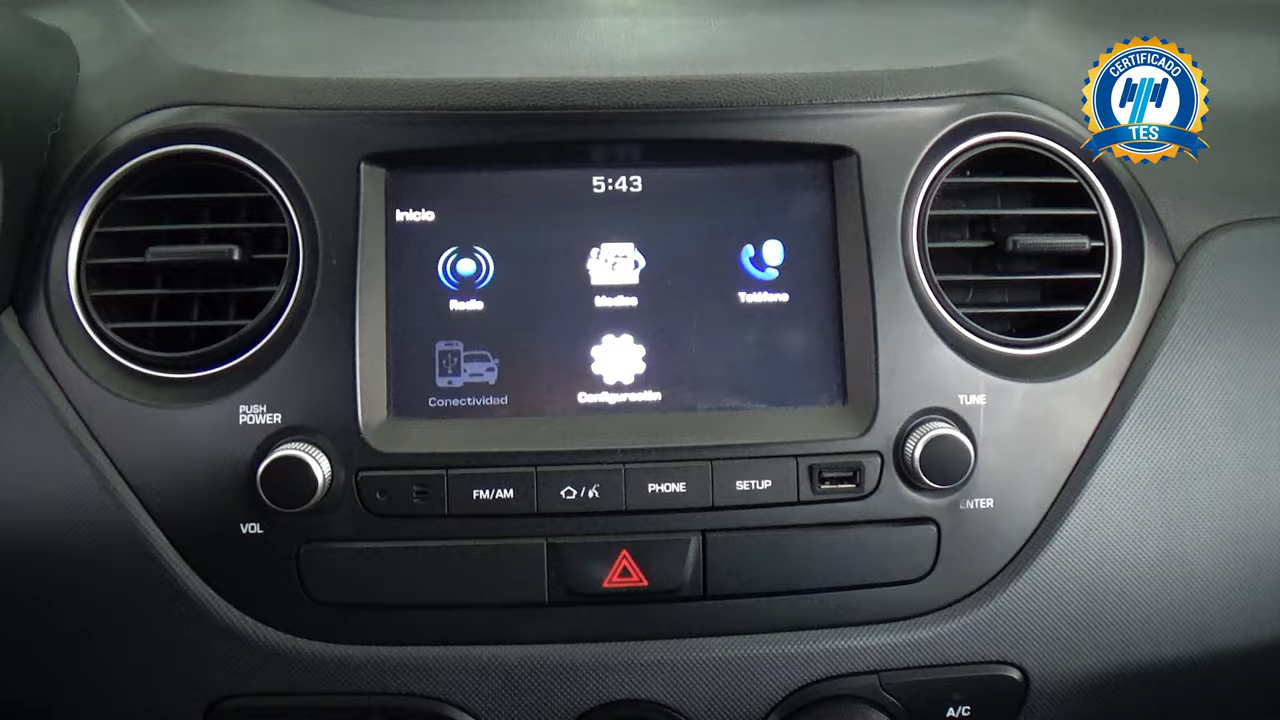 CERTIFICADO
TES
5:43
Inicio
Radio
Medios
Teléfono
Conectividad
Configuración
PUSH
POWER
VOL
TUNE
ENTER
FM/AM
PHONE
SETUP
A/C